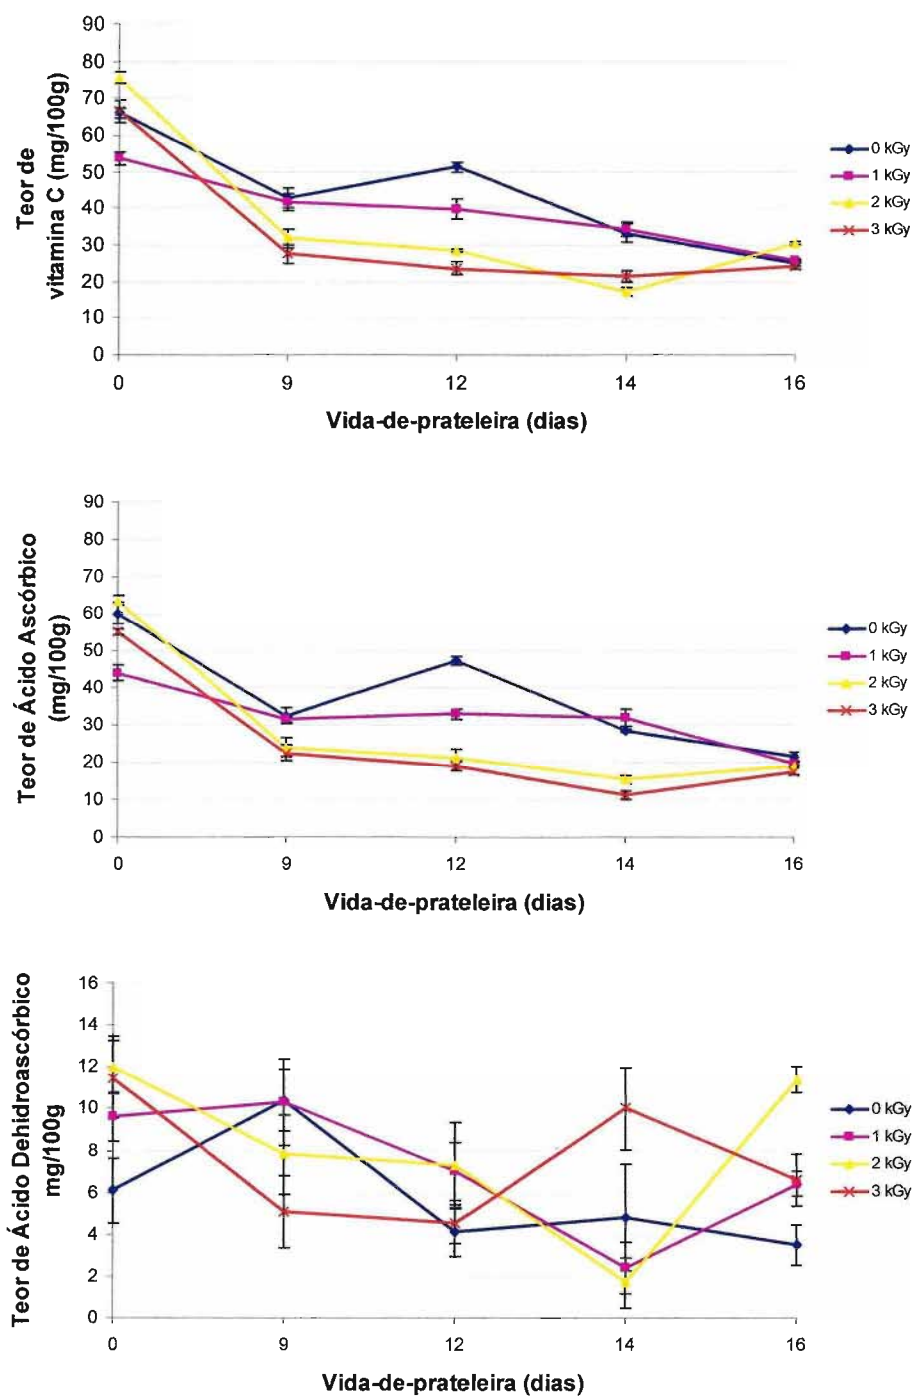 Teor de
vitamina C (mg/100g)
90
80
70
60
50
40
30
20
10
0
0 9 12 14 16
Vida-de-prateleira (dias)
0 kGy
1 kGy
2 kGy
3 kGy
Teor de Ácido Ascórbico
(mg/100g)
90
80
70
60
50
40
30
20
10
0
0 9 12 14 16
Vida-de-prateleira (dias)
0 kGy
1 kGy
2 kGy
3 kGy
Teor de Ácido Dehidroascórbico
mg/100g
16
14
12
10
8
6
4
2
0
0 9 12 14 16
Vida-de-prateleira (dias)
0 kGy
1 kGy
2 kGy
3 kGy